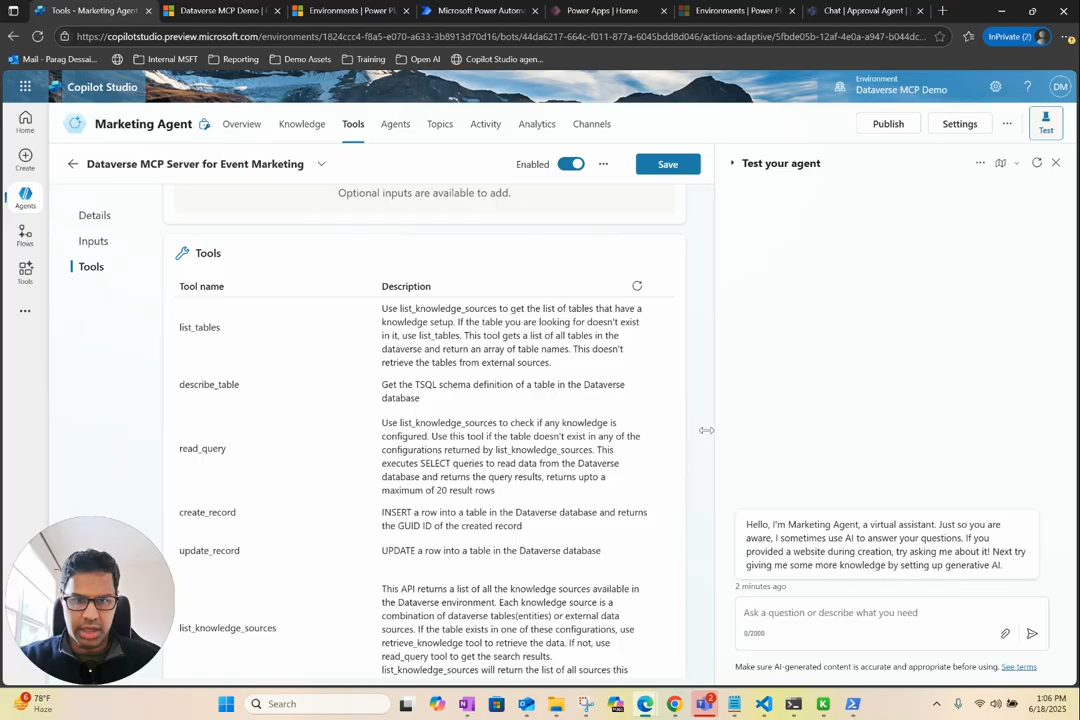 Tools - Marketing Agent
Dataverse MCP Demo |
Environments | Power Pl
Microsoft Power Automa
Power Apps | Home
Environments | Power Pl
Chat | Approval Agent |
https://copilotstudio.preview.microsoft.com/environments/1824ccc4-f8a5-e070-a633-3b8913d70d16/bots/44da6217-664c-f011-877a-6045bdd8d046/actions-adaptive/5fbde05b-12af-4e0a-a947-b044dc...
InPrivate (2)
Mail - Parag Dessai...
Internal MSFT
Reporting
Demo Assets
Training
Open AI
Copilot Studio agen...
Copilot Studio
Environment
Dataverse MCP Demo
DM
Home
Create
Agents
Flows
Tools
Marketing Agent
Overview
Knowledge
Tools
Agents
Topics
Activity
Analytics
Channels
Publish
Settings
Test
Dataverse MCP Server for Event Marketing
Enabled
Save
Optional inputs are available to add.
Details
Inputs
Tools
Tools
Tool name
Description
list_tables
Use list_knowledge_sources to get the list of tables that have a
knowledge setup. If the table you are looking for doesn't exist
in it, use list_tables. This tool gets a list of all tables in the
dataverse and return an array of table names. This doesn't
retrieve the tables from external sources.
describe_table
Get the TSQL schema definition of a table in the Dataverse
database
read_query
Use list_knowledge_sources to check if any knowledge is
configured. Use this tool if the table doesn't exist in any of the
configurations returned by list_knowledge_sources. This
executes SELECT queries to read data from the Dataverse
database and returns the query results, returns upto a
maximum of 20 result rows
create_record
INSERT a row into a table in the Dataverse database and returns
the GUID ID of the created record
update_record
UPDATE a row into a table in the Dataverse database
list_knowledge_sources
This API returns a list of all the knowledge sources available in
the Dataverse environment. Each knowledge source is a
combination of dataverse tables(entities) or external data
sources. If the table exists in one of these configurations, use
retrieve_knowledge tool to retrieve the data. If not, use
read_query tool to get the search results.
list_knowledge_sources will return the list of all sources this
Test your agent
Hello, I'm Marketing Agent, a virtual assistant. Just so you are
aware, I sometimes use AI to answer your questions. If you
provided a website during creation, try asking me about it! Next try
giving me some more knowledge by setting up generative AI.
2 minutes ago
Ask a question or describe what you need
0/2000
Make sure AI-generated content is accurate and appropriate before using. See terms
6
78°F
Haze
Search
2
1:06 PM
6/18/2025